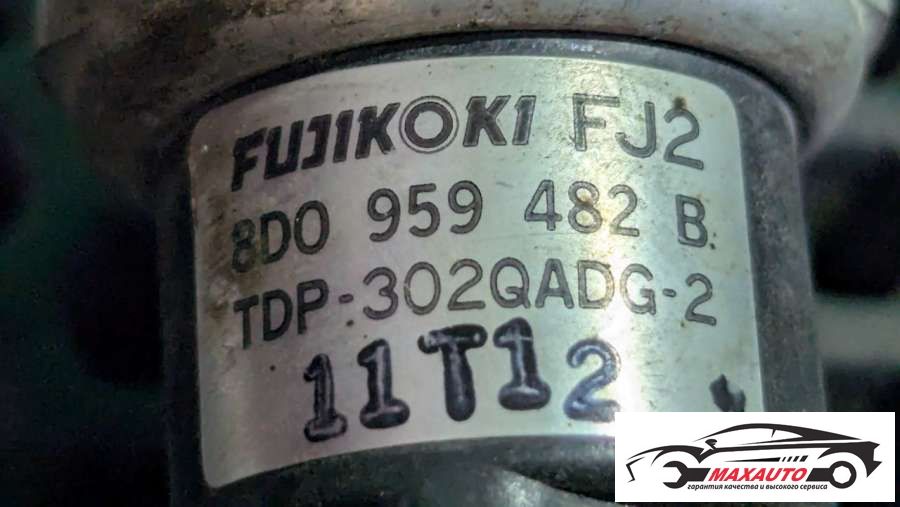 FUJIKOKI FJ2
8D0 959 482 B
TDP-302QADG-2
11T12
MAXAUTO
гарантия качества и высокого сервиса